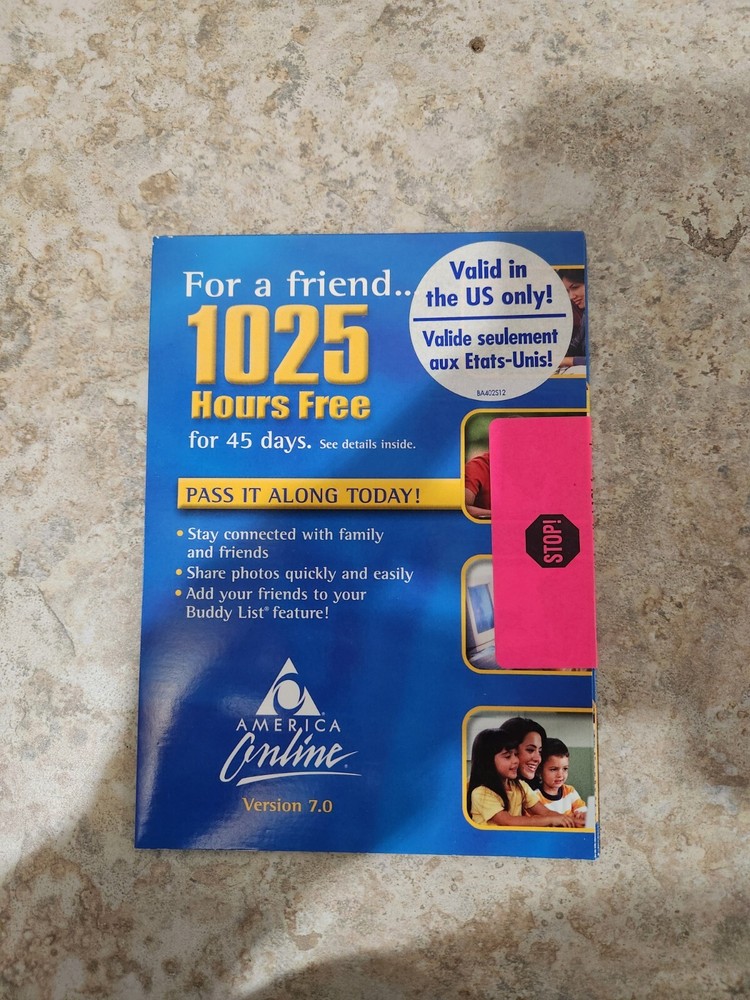 For a friend...
Valid in
the US only!
Valide seulement
aux Etats-Unis!
BA402512
1025
Hours Free
for 45 days. See details inside.
PASS IT ALONG TODAY!
• Stay connected with family
and friends
• Share photos quickly and easily
• Add your friends to your
Buddy List® feature!
STOP!
AMERICA
Online®
Version 7.0